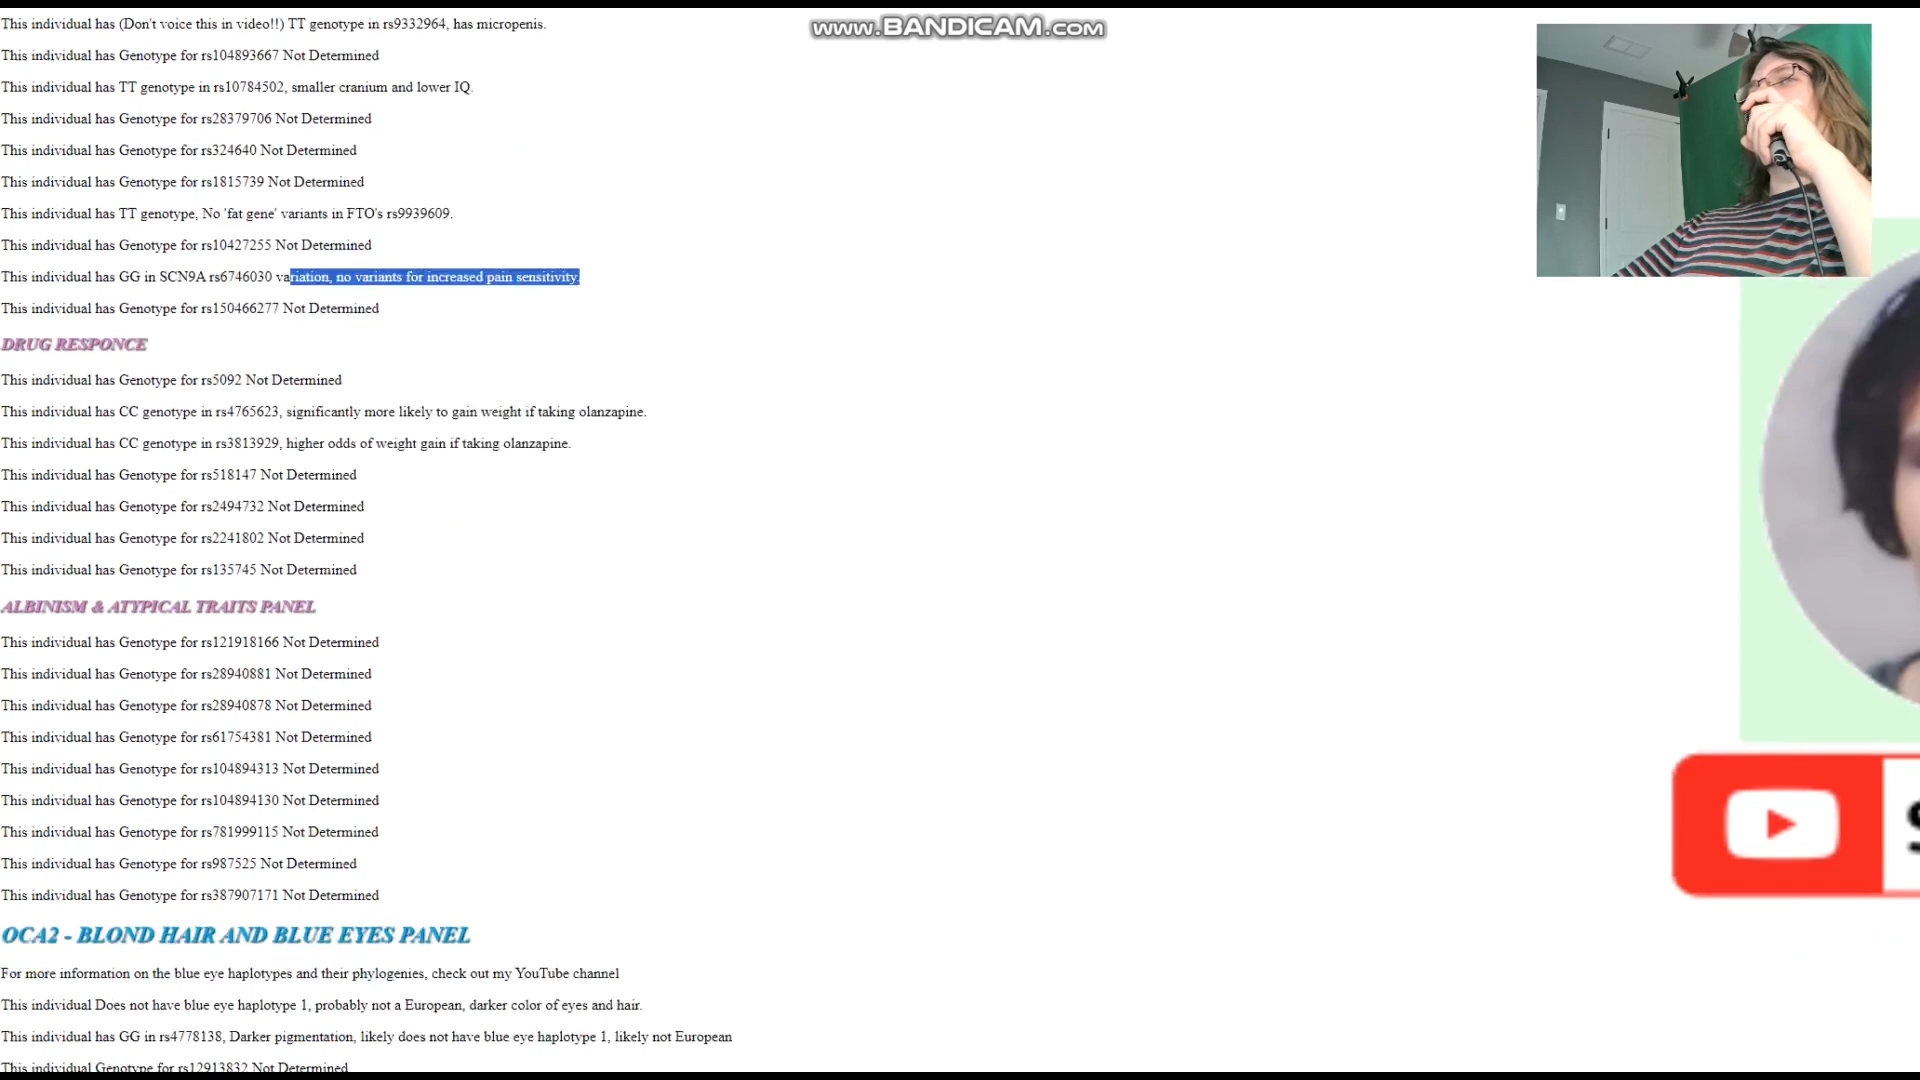 www.BANDICAM.com
This individual has (Don't voice this in video!!) TT genotype in rs9332964, has micropenis.
This individual has Genotype for rs104893667 Not Determined
This individual has TT genotype in rs10784502, smaller cranium and lower IQ.
This individual has Genotype for rs28379706 Not Determined
This individual has Genotype for rs324640 Not Determined
This individual has Genotype for rs1815739 Not Determined
This individual has TT genotype, No 'fat gene' variants in FTO's rs9939609.
This individual has Genotype for rs10427255 Not Determined
This individual has GG in SCN9A rs6746030 variation, no variants for increased pain sensitivity.
This individual has Genotype for rs150466277 Not Determined
DRUG RESPONCE
This individual has Genotype for rs5092 Not Determined
This individual has CC genotype in rs4765623, significantly more likely to gain weight if taking olanzapine.
This individual has CC genotype in rs3813929, higher odds of weight gain if taking olanzapine.
This individual has Genotype for rs518147 Not Determined
This individual has Genotype for rs2494732 Not Determined
This individual has Genotype for rs2241802 Not Determined
This individual has Genotype for rs135745 Not Determined
ALBINISM & ATYPICAL TRAITS PANEL
This individual has Genotype for rs121918166 Not Determined
This individual has Genotype for rs28940881 Not Determined
This individual has Genotype for rs28940878 Not Determined
This individual has Genotype for rs61754381 Not Determined
This individual has Genotype for rs104894313 Not Determined
This individual has Genotype for rs104894130 Not Determined
This individual has Genotype for rs781999115 Not Determined
This individual has Genotype for rs987525 Not Determined
This individual has Genotype for rs387907171 Not Determined
OCA2 - BLOND HAIR AND BLUE EYES PANEL
For more information on the blue eye haplotypes and their phylogenies, check out my YouTube channel
This individual Does not have blue eye haplotype 1, probably not a European, darker color of eyes and hair.
This individual has GG in rs4778138, Darker pigmentation, likely does not have blue eye haplotype 1, likely not European
This individual Genotype for rs12913832 Not Determined